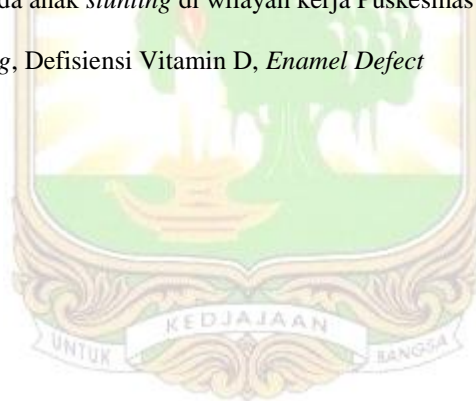 da anak stunting di wilayah kerja Puskesmas
g, Defisiensi Vitamin D, Enamel Defect
UNTUK KEDJAJAAN BANGSA